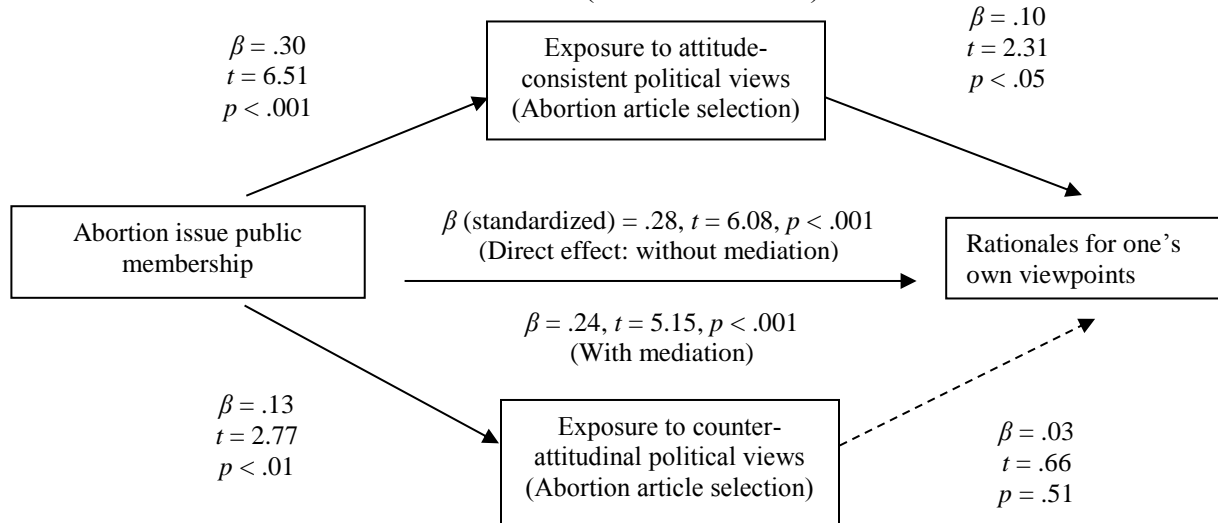 β = .30
t = 6.51
p < .001
Exposure to attitude-
consistent political views
(Abortion article selection)
β = .10
t = 2.31
p < .05
Abortion issue public
membership
β (standardized) = .28, t = 6.08, p < .001
(Direct effect: without mediation)
β = .24, t = 5.15, p < .001
(With mediation)
Rationales for one’s
own viewpoints
β = .13
t = 2.77
p < .01
Exposure to counter-
attitudinal political views
(Abortion article selection)
β = .03
t = .66
p = .51